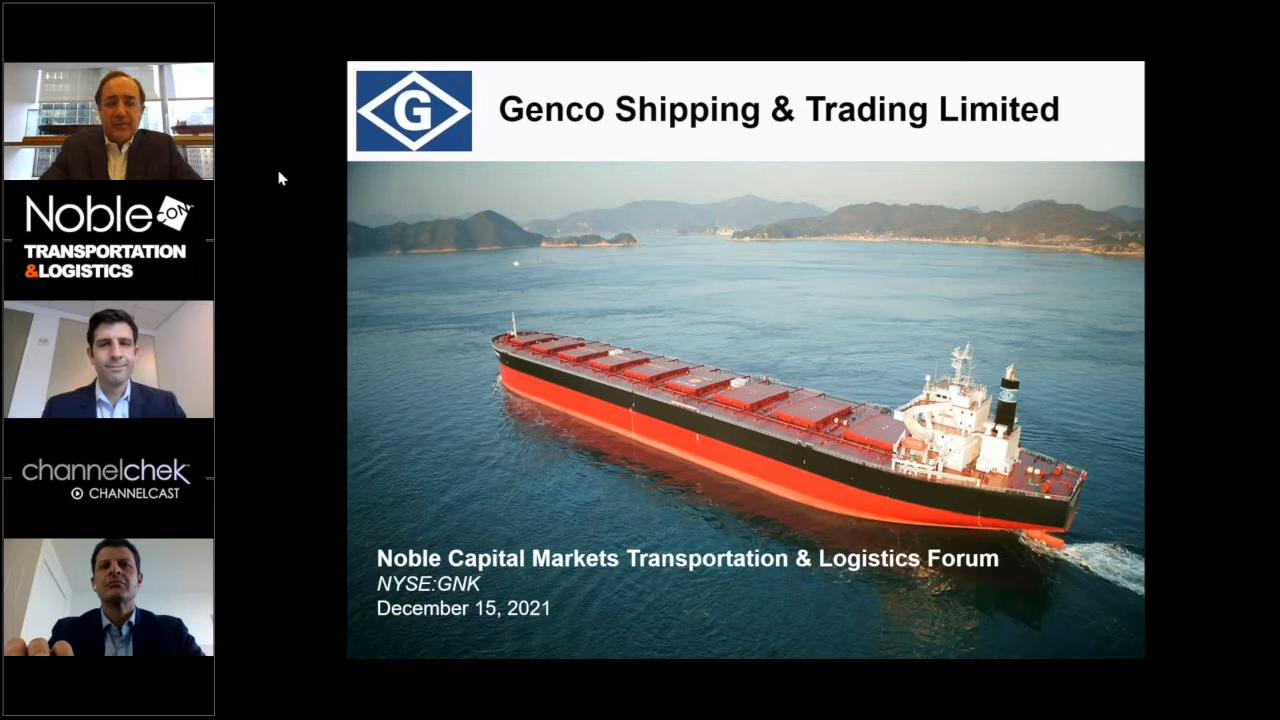 Noble CON
TRANSPORTATION
&LOGISTICS
channelchek
CHANNELCAST
G
Genco Shipping & Trading Limited
Noble Capital Markets Transportation & Logistics Forum
NYSE:GNK
December 15, 2021